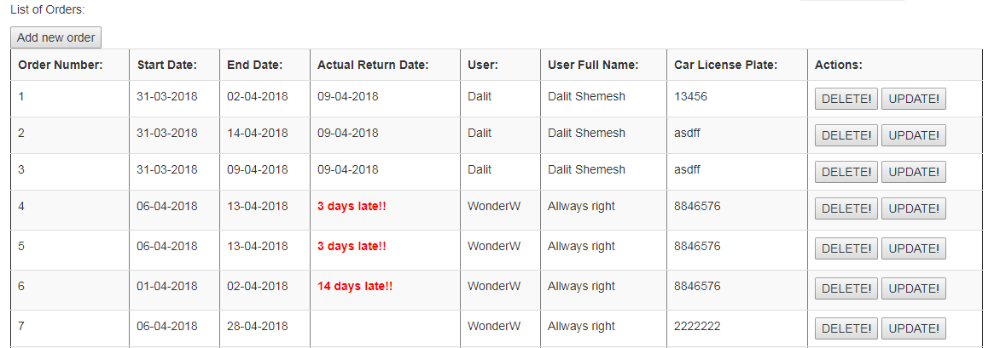 List of Orders:
Add new order
Order Number: Start Date: End Date: Actual Return Date: User: User Full Name: Car License Plate: Actions:
1 31-03-2018 02-04-2018 09-04-2018 Dalit Dalit Shemesh 13456 DELETE! UPDATE!
2 31-03-2018 14-04-2018 09-04-2018 Dalit Dalit Shemesh asdff DELETE! UPDATE!
3 31-03-2018 09-04-2018 09-04-2018 Dalit Dalit Shemesh asdff DELETE! UPDATE!
4 06-04-2018 13-04-2018 3 days late!! WonderW Allways right 8846576 DELETE! UPDATE!
5 06-04-2018 13-04-2018 3 days late!! WonderW Allways right 8846576 DELETE! UPDATE!
6 01-04-2018 02-04-2018 14 days late!! WonderW Allways right 8846576 DELETE! UPDATE!
7 06-04-2018 28-04-2018 WonderW Allways right 2222222 DELETE! UPDATE!